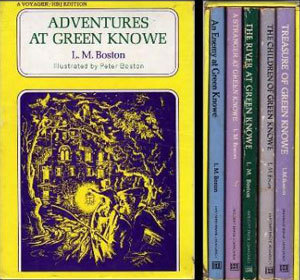 A VOYAGER/HBJ EDITION
ADVENTURES
AT GREEN KNOWE
L. M. BOSTON
Illustrated by Peter Boston
An Enemy at Green Knowe
L. M. Boston
A STRANGER AT GREEN KNOWE
L. M. Boston
THE RIVER AT GREEN KNOWE
L. M. Boston
THE CHILDREN OF GREEN KNOWE
L. M. Boston
TREASURE OF GREEN KNOWE
L. M. Boston